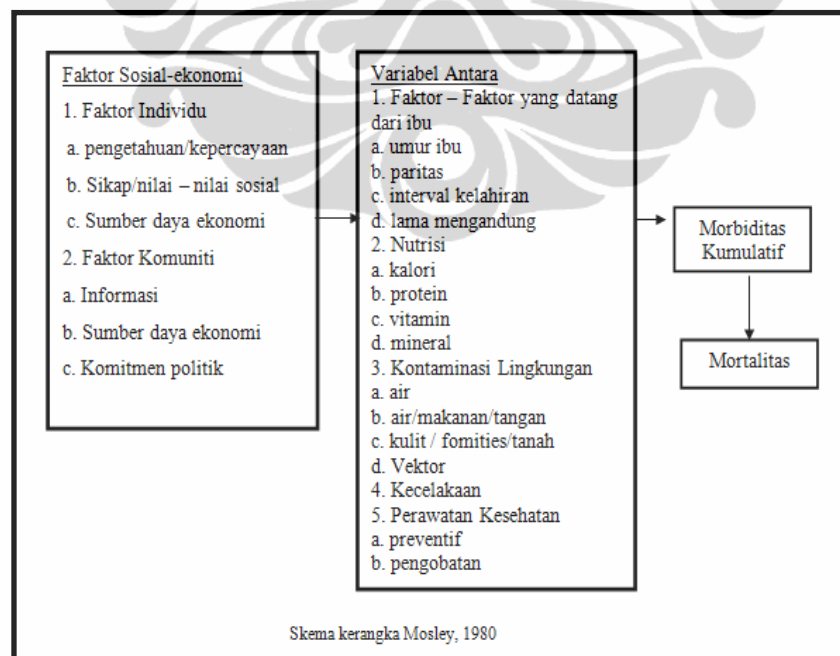 Faktor Sosial-ekonomi
1. Faktor Individu
a. pengetahuan/kepercayaan
b. Sikap/nilai – nilai sosial
c. Sumber daya ekonomi
2. Faktor Komuniti
a. Informasi
b. Sumber daya ekonomi
c. Komitmen politik
Variabel Antara
1. Faktor – Faktor yang datang
dari ibu
a. umur ibu
b. paritas
c. interval kelahiran
d. lama mengandung
2. Nutrisi
a. kalori
b. protein
c. vitamin
d. mineral
3. Kontaminasi Lingkungan
a. air
b. air/makanan/tangan
c. kulit / fomities/tanah
d. Vektor
4. Kecelakaan
5. Perawatan Kesehatan
a. preventif
b. pengobatan
Morbiditas
Kumulatif
Mortalitas
Skema kerangka Mosley, 1980